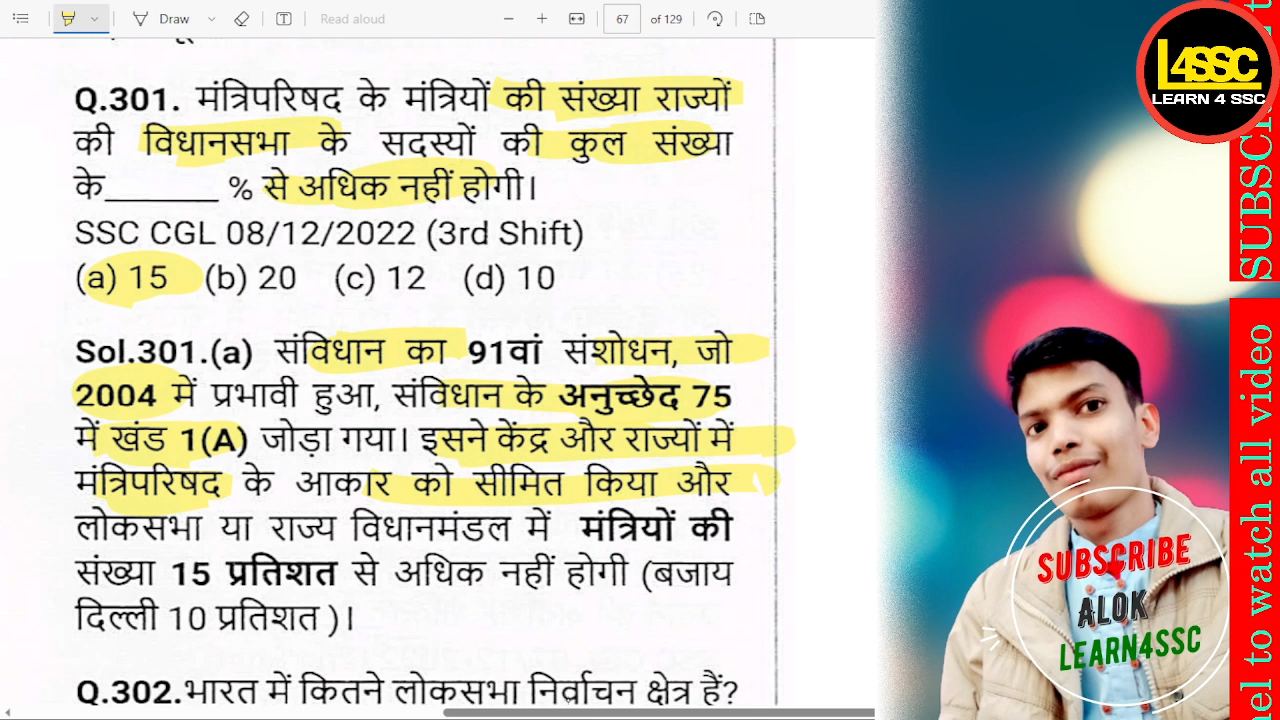 Draw
Read aloud
67 of 129
Q.301. मंत्रिपरिषद के मंत्रियों की संख्या राज्यों
की विधानसभा के सदस्यों की कुल संख्या
के_______ % से अधिक नहीं होगी।
SSC CGL 08/12/2022 (3rd Shift)
(a) 15 (b) 20 (c) 12 (d) 10
Sol.301.(a) संविधान का 91वां संशोधन, जो
2004 में प्रभावी हुआ, संविधान के अनुच्छेद 75
में खंड 1(A) जोड़ा गया। इसने केंद्र और राज्यों में
मंत्रिपरिषद के आकार को सीमित किया और
लोकसभा या राज्य विधानमंडल में मंत्रियों की
संख्या 15 प्रतिशत से अधिक नहीं होगी (बजाय
दिल्ली 10 प्रतिशत )।
Q.302.भारत में कितने लोकसभा निर्वाचन क्षेत्र हैं?
L4SSC
LEARN 4 SSC
SUBSCRIBE
ALOK
LEARN4SSC
to watch all video